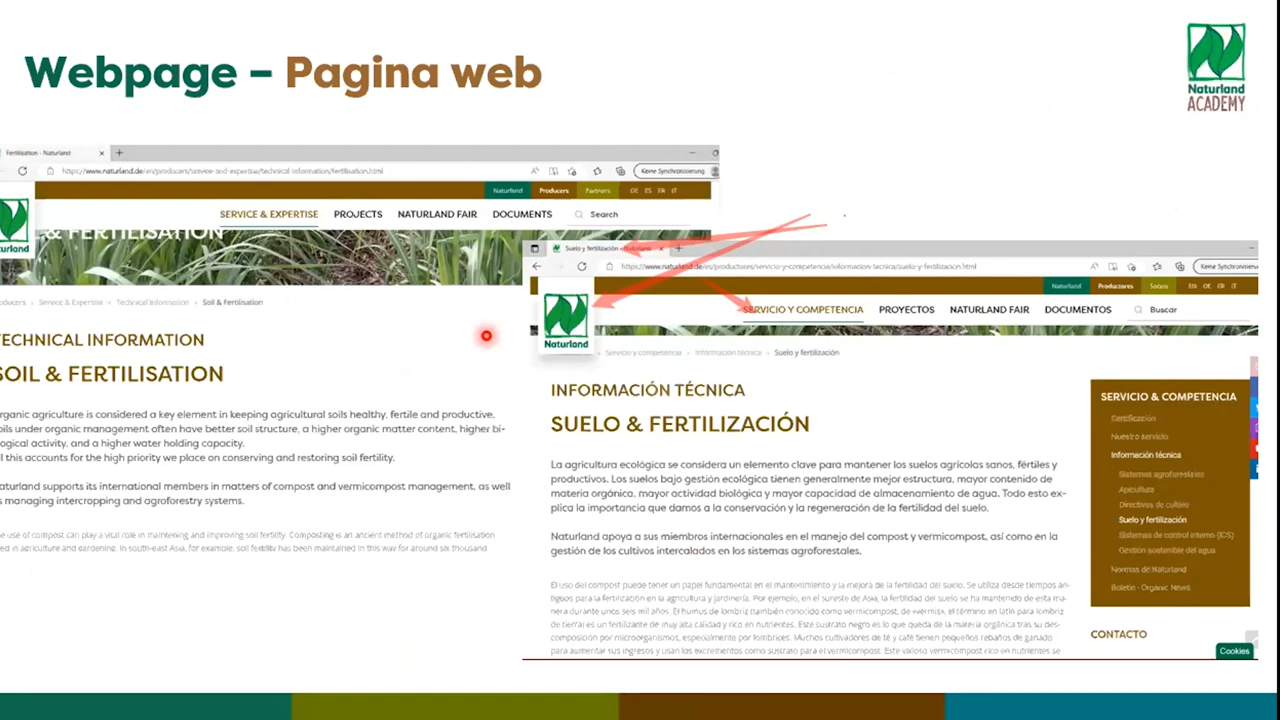 Webpage – Pagina web
Naturland
ACADEMY
Fertilisation - Naturland
https://www.naturland.de/en/producers/service-and-expertise/technical-information/fertilisation.html
Keine Synchronisierung
Naturland Producers Partners DE ES FR IT
SERVICE & EXPERTISE PROJECTS NATURLAND FAIR DOCUMENTS Search
& FERTILISATION
Service & Expertise Technical Information Soil & Fertilisation
TECHNICAL INFORMATION
SOIL & FERTILISATION
organic agriculture is considered a key element in keeping agricultural soils healthy, fertile and productive.
oils under organic management often have better soil structure, a higher organic matter content, higher bi-
ological activity, and a higher water holding capacity.
ll this accounts for the high priority we place on conserving and restoring soil fertility.
aturland supports its international members in matters of compost and vermicompost management, as well
s managing intercropping and agroforestry systems.
he use of compost can play a vital role in maintaining and improving soil fertility. Composting is an ancient method of organic fertilisation
ed in agriculture and gardening. In south-east Asia, for example, soil fertility has been maintained in this way for around six thousand
Suelo y fertilización - Naturland
https://www.naturland.de/es/productores/servicio-y-competencia/informacion-tecnica/suelo-y-fertilizacion.html
Keine Synchronisierung
Naturland Productores Socios EN DE FR IT
SERVICIO Y COMPETENCIA PROYECTOS NATURLAND FAIR DOCUMENTOS Buscar
Naturland
Servicio y competencia Información técnica Suelo y fertilización
INFORMACIÓN TÉCNICA
SUELO & FERTILIZACIÓN
La agricultura ecológica se considera un elemento clave para mantener los suelos agrícolas sanos, fértiles y
productivos. Los suelos bajo gestión ecológica tienen generalmente mejor estructura, mayor contenido de
materia orgánica, mayor actividad biológica y mayor capacidad de almacenamiento de agua. Todo esto ex-
plica la importancia que damos a la conservación y la regeneración de la fertilidad del suelo.
Naturland apoya a sus miembros internacionales en el manejo del compost y vermicompost, así como en la
gestión de los cultivos intercalados en los sistemas agroforestales.
El uso del compost puede tener un papel fundamental en el mantenimiento y la mejora de la fertilidad del suelo. Se utiliza desde tiempos an-
tiguos para la fertilización en la agricultura y jardinería. Por ejemplo, en el sureste de Asia, la fertilidad del suelo se ha mantenido de esta ma-
nera durante unos seis mil años. El humus de lombriz (también conocido como vermicompost, de «vermis», el término en latín para lombriz
de tierra) es un fertilizante de muy alta calidad y rico en nutrientes. Este sustrato negro es lo que queda de la materia orgánica tras su des-
composición por microorganismos, especialmente por lombrices. Muchos cultivadores de té y café tienen pequeños rebaños de ganado
para aumentar sus ingresos y usan los excrementos como sustrato para el vermicompost. Este valioso vermicompost rico en nutrientes se
SERVICIO & COMPETENCIA
Certificación
Nuestro servicio
Información técnica
Sistemas agroforestales
Apicultura
Directivas de cultivo
Suelo y fertilización
Sistemas de control interno (ICS)
Gestión sostenible del agua
Normas de Naturland
Boletín - Organic News
CONTACTO
Cookies